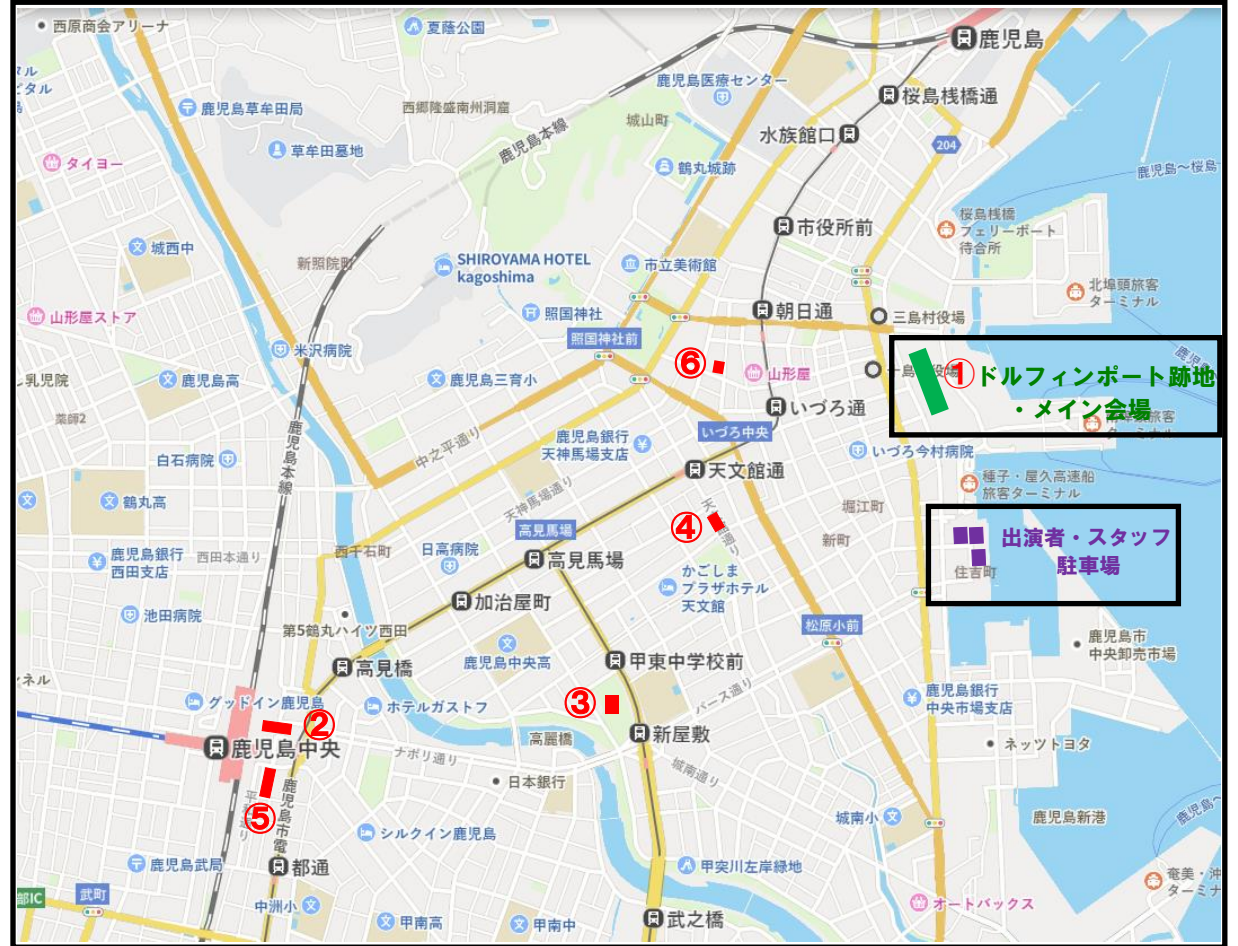 西原商会アリーナ
夏蔭公園
鹿児島
鹿児島医療センター
桜島桟橋通
鹿児島草牟田局
西郷隆盛南州洞窟
城山町
水族館口
204
鹿児島本線
草牟田墓地
タイヨー
鶴丸城跡
鹿児島〜桜島
桜島桟橋
フェリーポート
待合所
市役所前
城西中
新照院町
SHIROYAMA HOTEL
kagoshima
市立美術館
北埠頭旅客
ターミナル
照国神社
朝日通
三島村役場
山形屋ストア
照国神社前
米沢病院
⑥
山形屋
①ドルフィンポート跡地
・メイン会場
乳児院
鹿児島高
鹿児島三育小
いづろ通
薬師2
鹿児島本線
中之平通り
鹿児島銀行
天神馬場支店
いづろ中央
いづろ今村病院
白石病院
天文館通
種子・屋久高速船
旅客ターミナル
鶴丸高
天神馬場通り
堀江町
④
高見馬場
鹿児島銀行
西田支店
西田本通り
西千石町
日高病院
高見馬場
新町
出演者・スタッフ
駐車場
住吉町
かごしま
プラザホテル
天文館
加治屋町
池田病院
第5鶴丸ハイツ西田
松原小前
鹿児島市
中央卸売市場
高見橋
鹿児島中央高
甲東中学校前
パース通り
グッドイン鹿児島
ホテルガストフ
③
鹿児島銀行
中央市場支店
②
鹿児島中央
高麗橋
新屋敷
ネッツトヨタ
ナポリ通り
日本銀行
城南通り
⑤
鹿児島市電
シルクイン鹿児島
城南小
鹿児島新港
鹿児島武局
都通
甲突川左岸緑地
武町
中洲小
甲南高
甲南中
武之橋
オートバックス